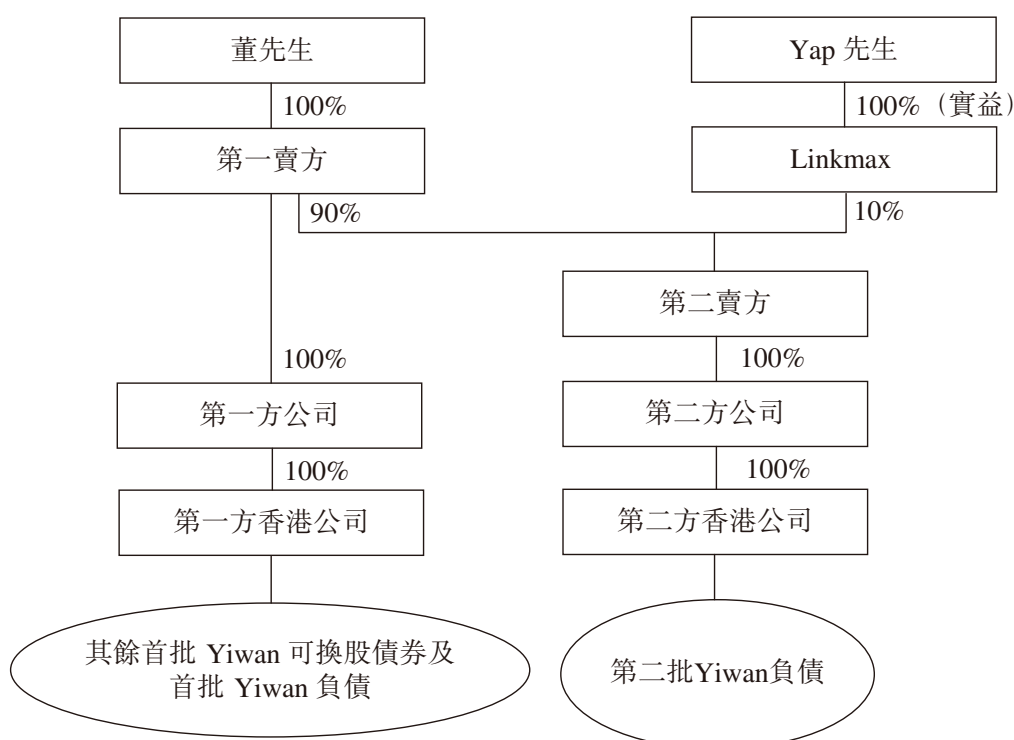 董先生
Yap 先生
100%
100%（實益）
第一賣方
Linkmax
90%
10%
第二賣方
100%
100%
第一方公司
第二方公司
100%
100%
第一方香港公司
第二方香港公司
其餘首批 Yiwan 可換股債券及
首批 Yiwan 負債
第二批Yiwan負債